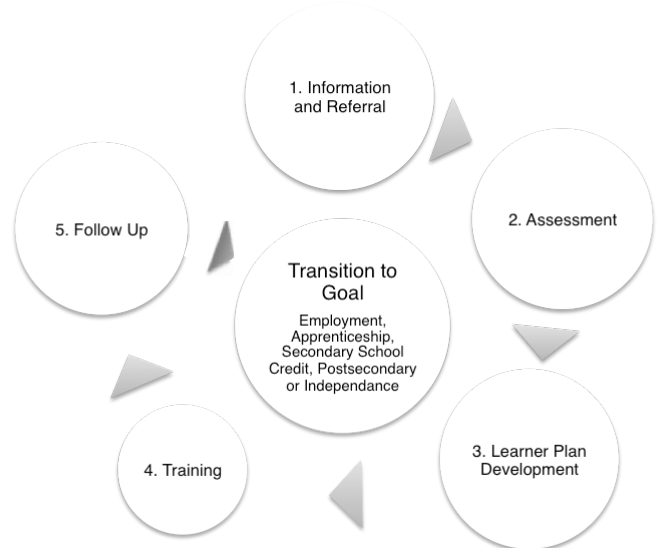 1. Information
and Referral
2. Assessment
3. Learner Plan
Development
4. Training
5. Follow Up
Transition to
Goal
Employment,
Apprenticeship,
Secondary School
Credit, Postsecondary
or Independance